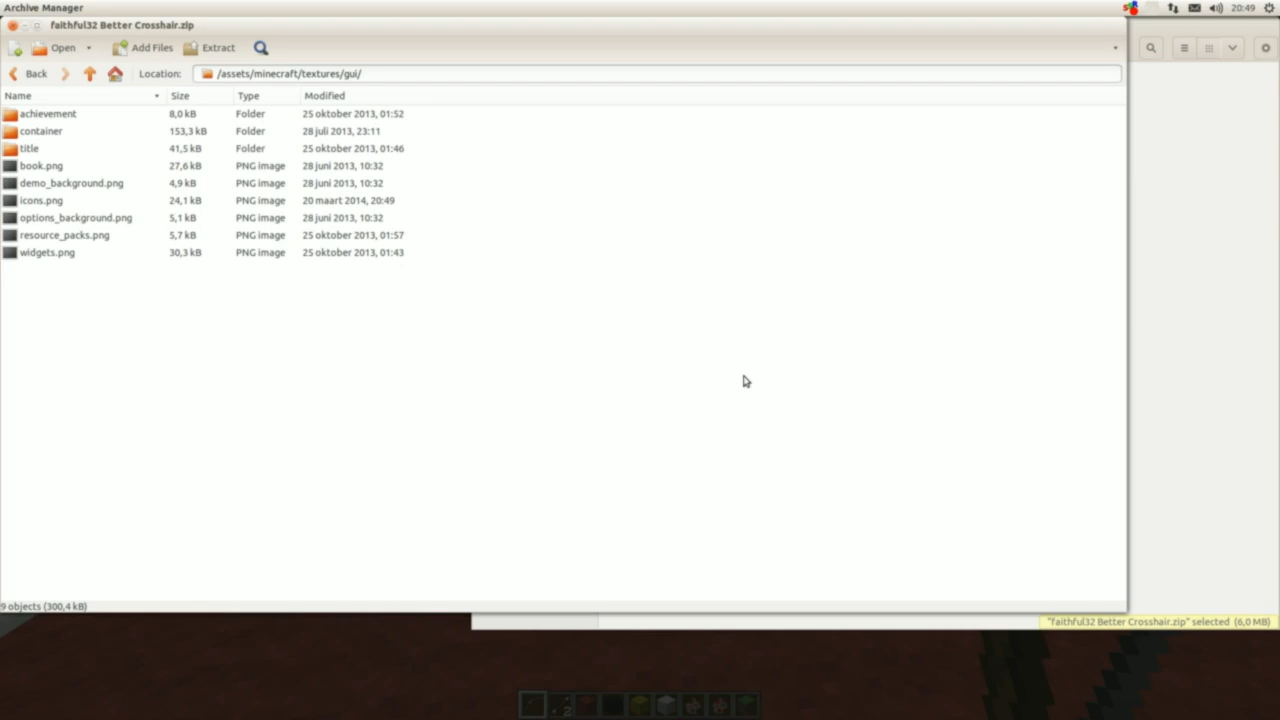 Archive Manager 20:49
faithful32 Better Crosshair.zip
Open Add Files Extract
Back Location: /assets/minecraft/textures/gui/
Name Size Type Modified
achievement 8,0 kB Folder 25 oktober 2013, 01:52
container 153,3 kB Folder 28 juli 2013, 23:11
title 41,5 kB Folder 25 oktober 2013, 01:46
book.png 27,6 kB PNG image 28 juni 2013, 10:32
demo_background.png 4,9 kB PNG image 28 juni 2013, 10:32
icons.png 24,1 kB PNG image 20 maart 2014, 20:49
options_background.png 5,1 kB PNG image 28 juni 2013, 10:32
resource_packs.png 5,7 kB PNG image 25 oktober 2013, 01:57
widgets.png 30,3 kB PNG image 25 oktober 2013, 01:43
9 objects (300,4 kB)
"faithful32 Better Crosshair.zip" selected (6,0 MB)
2